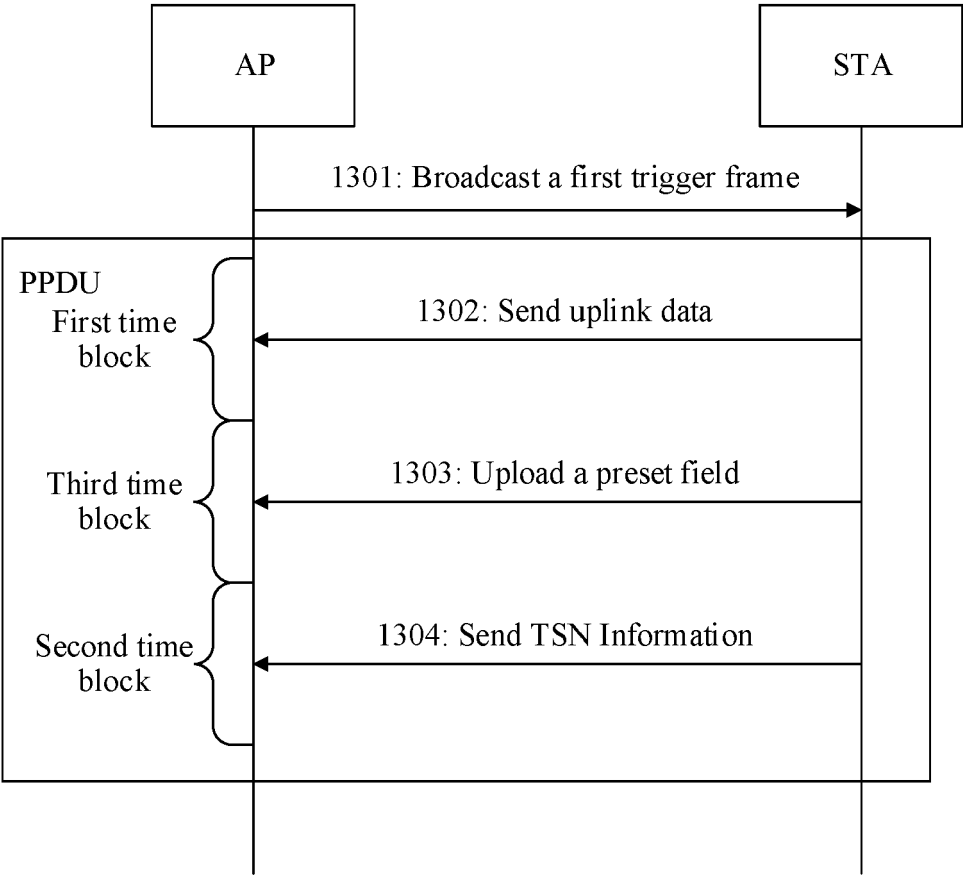 AP
STA
1301: Broadcast a first trigger frame
PPDU
First time
block
1302: Send uplink data
Third time
block
1303: Upload a preset field
Second time
block
1304: Send TSN Information